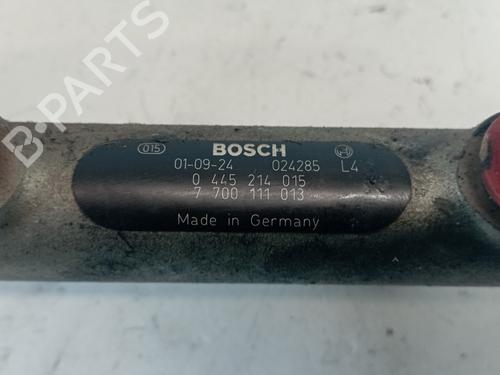 B-PARTS
015 BOSCH
01-09-24 024285 L4
0 445 214 015
7 700 111 013
Made in Germany